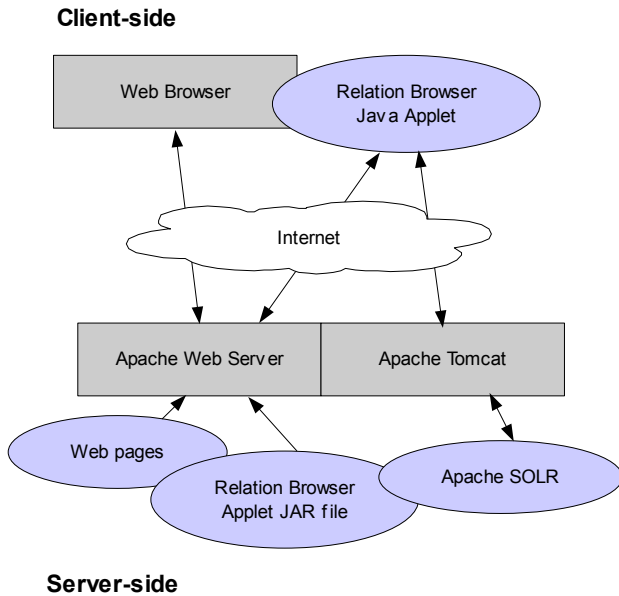 Client-side
Web Browser
Relation Browser
Java Applet
Internet
Apache Web Server
Apache Tomcat
Web pages
Relation Browser
Applet JAR file
Apache SOLR
Server-side